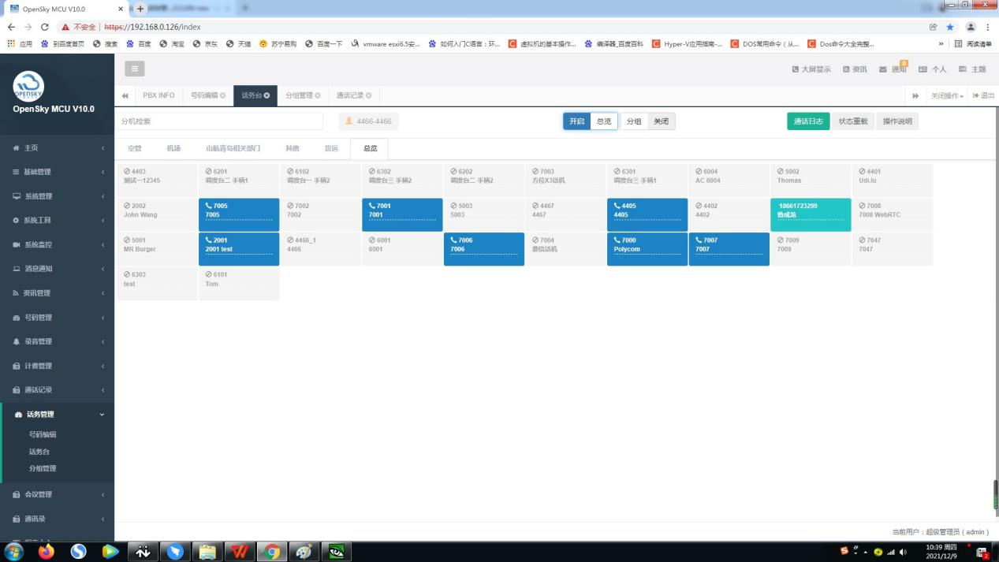 OpenSky MCU V10.0
不安全 | https://192.168.0.126/index
应用 到百度首页 搜索 百度 淘宝 京东 天猫 苏宁易购 百度一下 vmware esxi6.5安... 如何入门C语言：环... 虚拟机的基本操作... 编译器_百度百科 Hyper-V应用指南-... DOS常用命令（从... Dos命令大全完整... » 阅读清单
OPENSKY
OpenSky MCU V10.0
大屏显示 资讯 通知 0 个人 主题
PBX INFO 号码编辑 话务台 分组管理 通话记录 关闭操作 退出
分机检索 4466-4466 开启 总览 分组 关闭 通话日志 状态重载 操作说明
空管 机场 山航青岛相关部门 其他 货运 总览
4403 6201 6102 6302 6202 7003 6301 6004 5002 4401
测试一12345 调度台二 手柄1 调度台一 手柄2 调度台三 手柄2 调度台二 手柄2 方位X3话机 调度台三 手柄1 AC 6004 Thomas Udi.lu
2002 7005 7002 7001 5003 4467 4405 4402 18661723299 7008
John Wang 7005 7002 7001 5003 4467 4405 4402 7008 WebRTC
5001 2001 4466_1 6001 7006 7004 7000 7007 7009 7047
MR Burger 2001 test 4466 6001 7006 鼎信话机 Polycom 7007 7009 7047
6303 6101
test Tom
主页
基础管理
系统管理
系统工具
系统监控
消息通知
资讯管理
号码管理
录音管理
计费管理
通话记录
话务管理
号码编辑
话务台
分组管理
会议管理
通讯录
当前用户：超级管理员（admin）
10:39 周四
2021/12/9
2